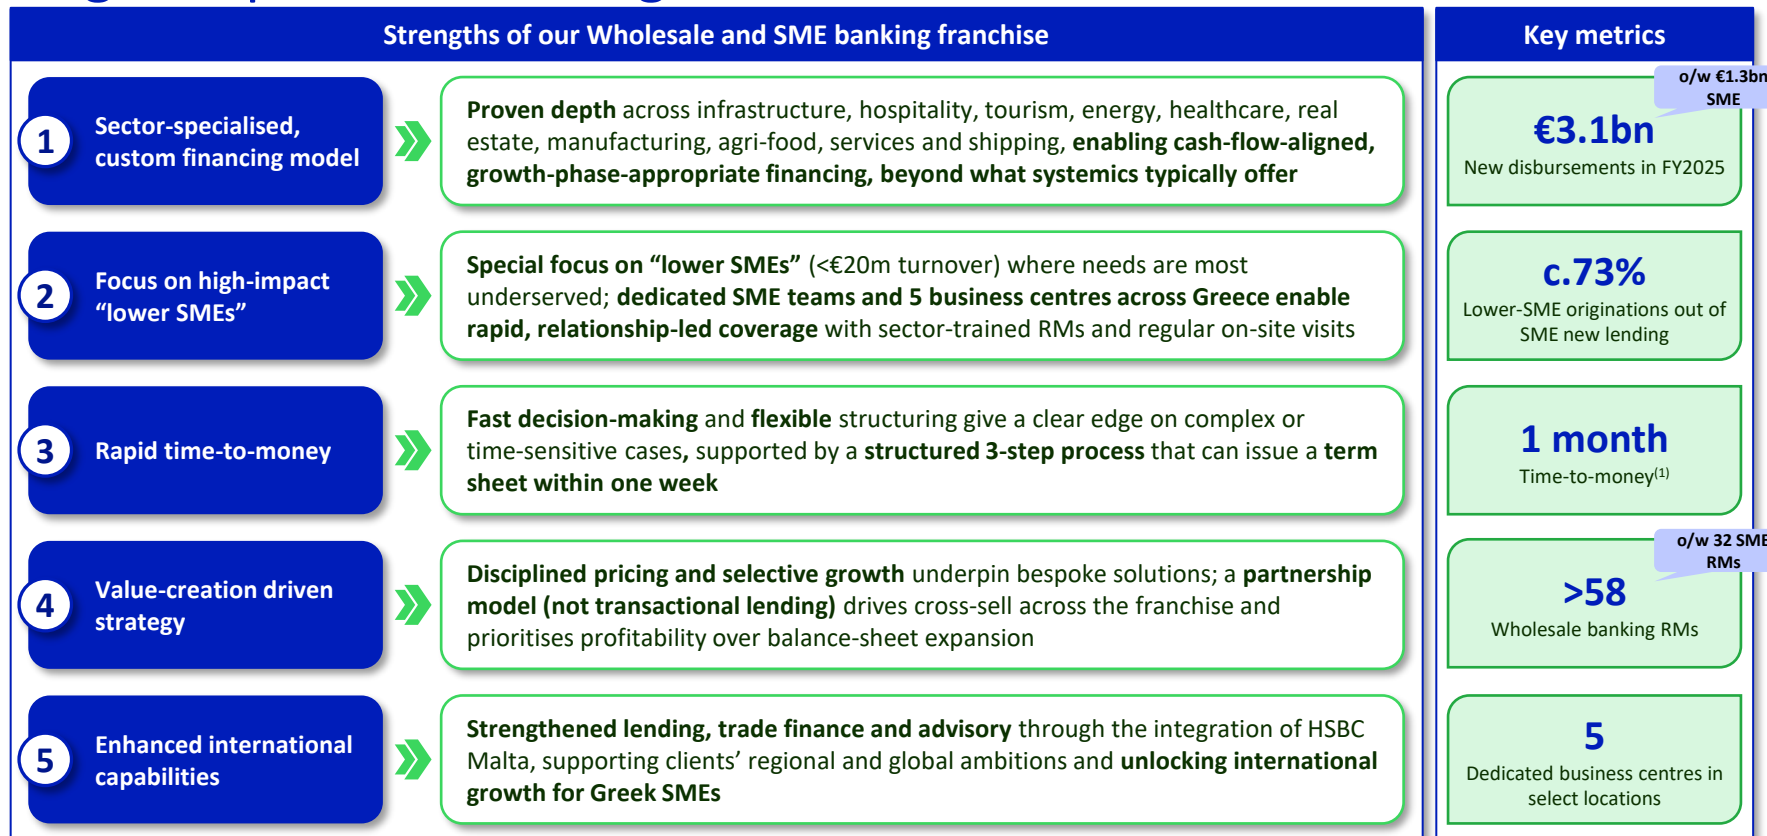 Strengths of our Wholesale and SME banking franchise
Key metrics
1
Sector-specialised,
custom financing model
Proven depth across infrastructure, hospitality, tourism, energy, healthcare, real
estate, manufacturing, agri-food, services and shipping, enabling cash-flow-aligned,
growth-phase-appropriate financing, beyond what systemics typically offer
o/w €1.3bn
SME
€3.1bn
New disbursements in FY2025
2
Focus on high-impact
“lower SMEs”
Special focus on “lower SMEs” (<€20m turnover) where needs are most
underserved; dedicated SME teams and 5 business centres across Greece enable
rapid, relationship-led coverage with sector-trained RMs and regular on-site visits
c.73%
Lower-SME originations out of
SME new lending
3
Rapid time-to-money
Fast decision-making and flexible structuring give a clear edge on complex or
time-sensitive cases, supported by a structured 3-step process that can issue a term
sheet within one week
1 month
Time-to-money(1)
4
Value-creation driven
strategy
Disciplined pricing and selective growth underpin bespoke solutions; a partnership
model (not transactional lending) drives cross-sell across the franchise and
prioritises profitability over balance-sheet expansion
o/w 32 SME
RMs
>58
Wholesale banking RMs
5
Enhanced international
capabilities
Strengthened lending, trade finance and advisory through the integration of HSBC
Malta, supporting clients’ regional and global ambitions and unlocking international
growth for Greek SMEs
5
Dedicated business centres in
select locations